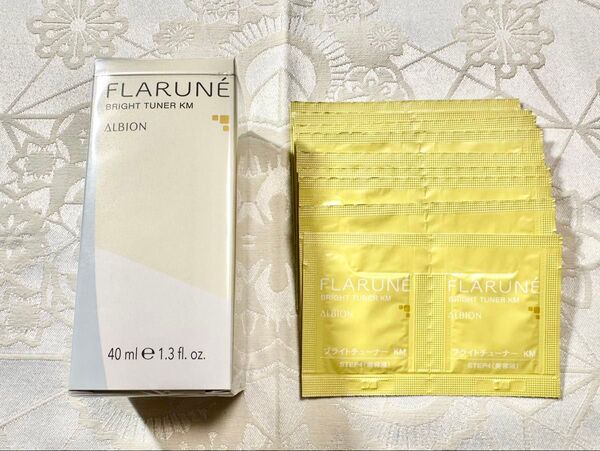 FLARUNÉ
BRIGHT TUNER KM
ALBION
40 ml e 1.3 fl. oz.
FLARUNÉ
BRIGHT TUNER KM
ALBION
ブライトチューナー KM
STEP4〈美容液〉
FLARUNÉ
BRIGHT TUNER KM
ALBION
ブライトチューナー KM
STEP4〈美容液〉